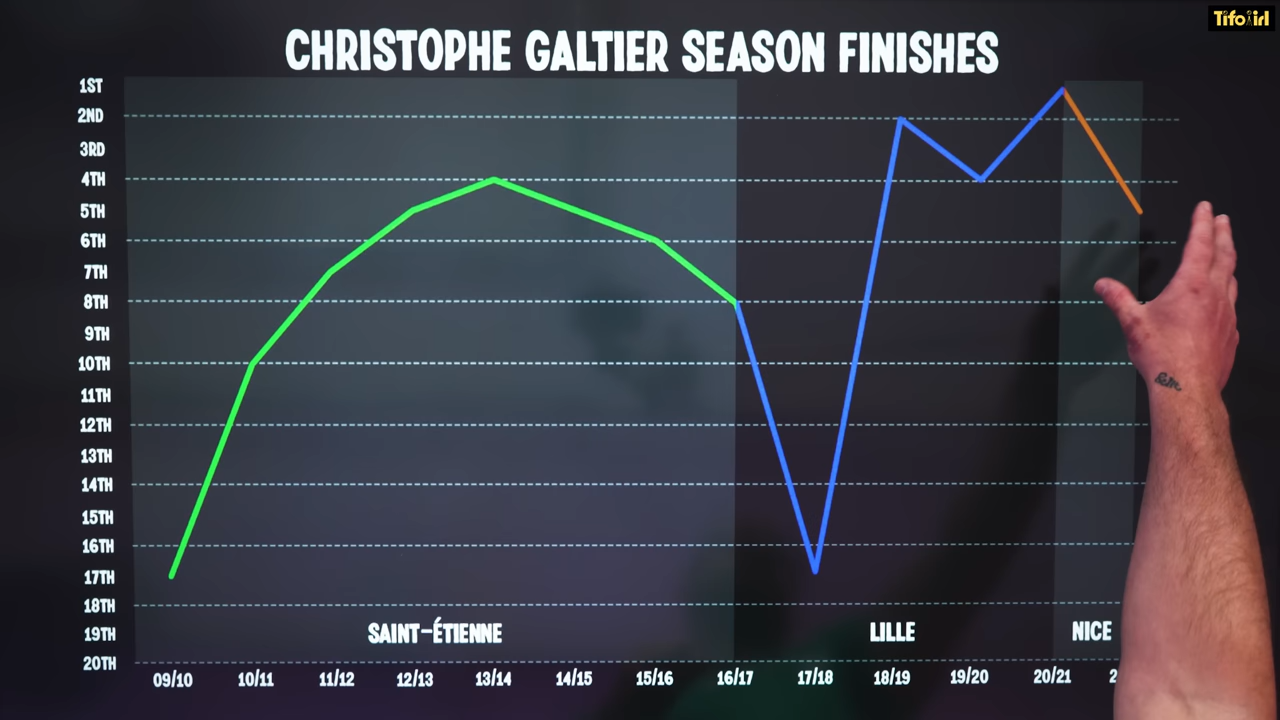 Tifo irl
CHRISTOPHE GALTIER SEASON FINISHES
1ST
2ND
3RD
4TH
5TH
6TH
7TH
8TH
9TH
10TH
11TH
12TH
13TH
14TH
15TH
16TH
17TH
18TH
19TH
20TH
SAINT-ÉTIENNE
LILLE
NICE
09/10 10/11 11/12 12/13 13/14 14/15 15/16 16/17 17/18 18/19 19/20 20/21